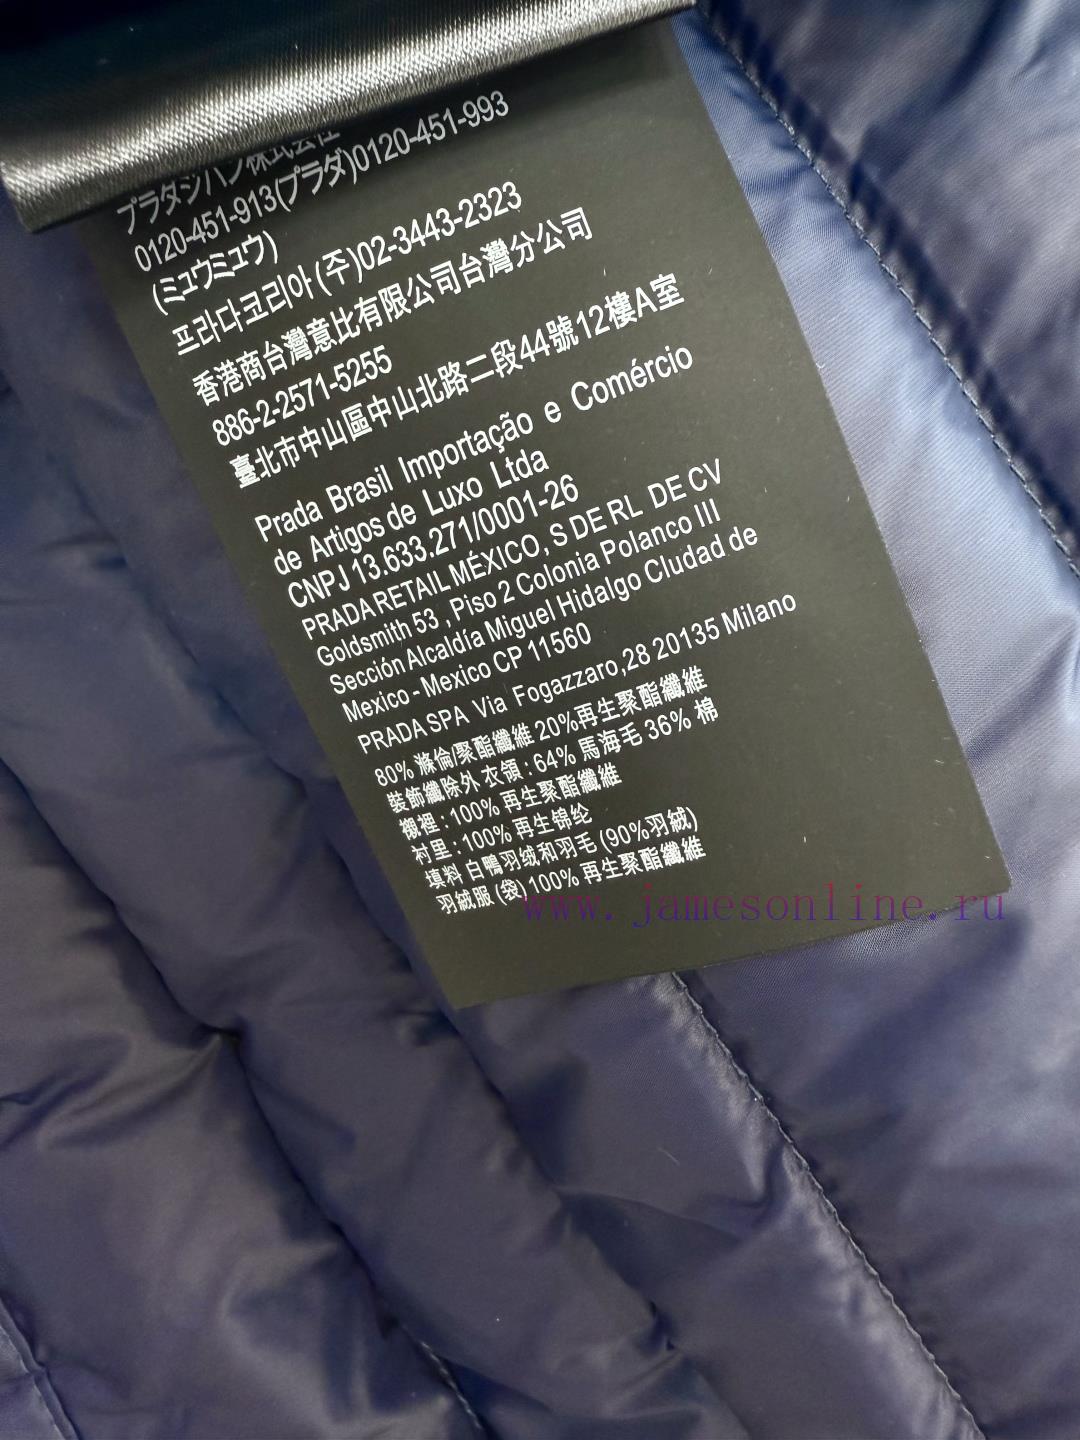 プラダジパン株式会社
0120-451-913(プラダ)0120-451-993
(ミュウミュウ)
프라다코리아(주)02-3443-2323
香港商台灣意比有限公司台灣分公司
886-2-2571-5255
臺北市中山區中山北路二段44號12樓A室
Prada Brasil Importação e Comércio
de Artigos de Luxo Ltda
CNPJ 13.633.271/0001-26
PRADA RETAIL MÉXICO, S DE RL DE CV
Goldsmith 53 , Piso 2 Colonia Polanco III
Sección Alcaldía Miguel Hidalgo Ciudad de
Mexico - Mexico CP 11560
PRADA SPA Via Fogazzaro,28 20135 Milano
80% 滌倫/聚酯纖維 20%再生聚酯纖維
裝飾纖除外 衣領 : 64% 馬海毛 36% 棉
襯裡 : 100% 再生聚酯纖維
衬里 : 100% 再生锦纶
填料 白鴨羽绒和羽毛 (90%羽絨)
羽絨服 (袋) 100% 再生聚酯纖維
www.jamesonline.ru